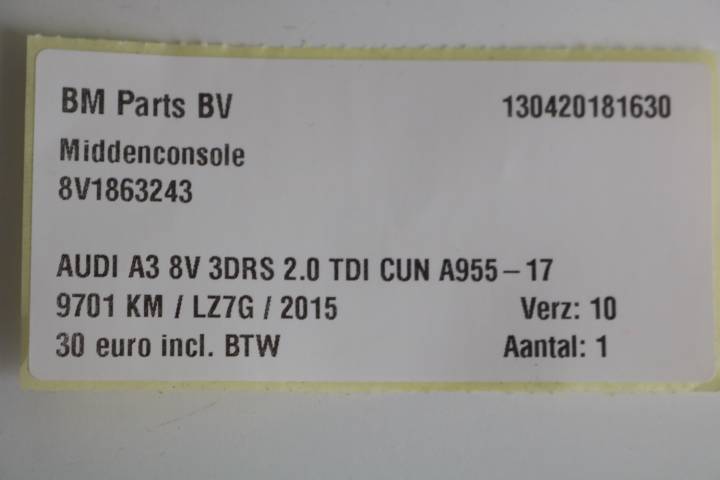 BM Parts BV 130420181630
Middenconsole
8V1863243
AUDI A3 8V 3DRS 2.0 TDI CUN A955-17
9701 KM / LZ7G / 2015 Verz: 10
30 euro incl. BTW Aantal: 1